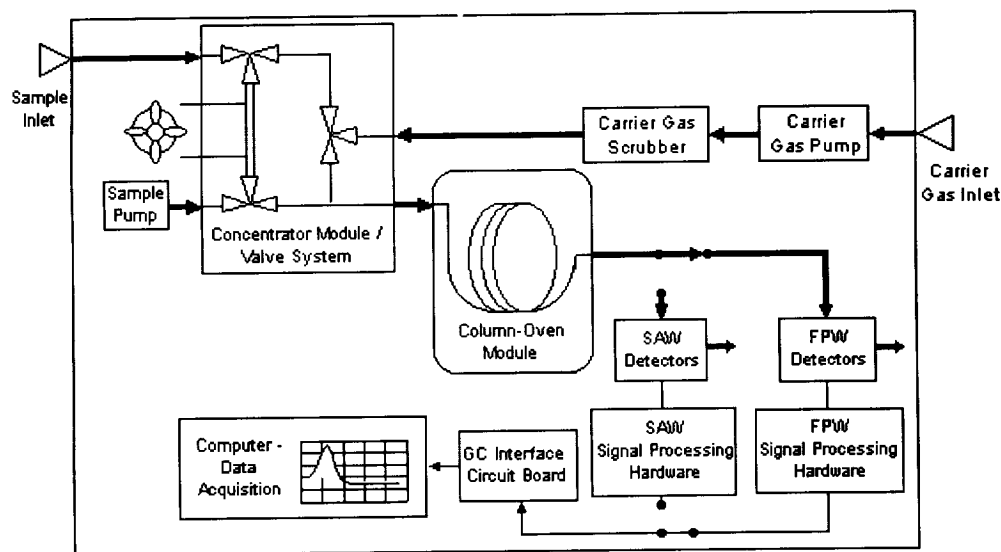 Sample
Inlet
Sample
Pump
Concentrator Module /
Valve System
Carrier Gas
Scrubber
Carrier
Gas Pump
Carrier
Gas Inlet
Column-Oven
Module
SAW
Detectors
FPW
Detectors
SAW
Signal Processing
Hardware
FPW
Signal Processing
Hardware
GC Interface
Circuit Board
Computer -
Data
Acquisition